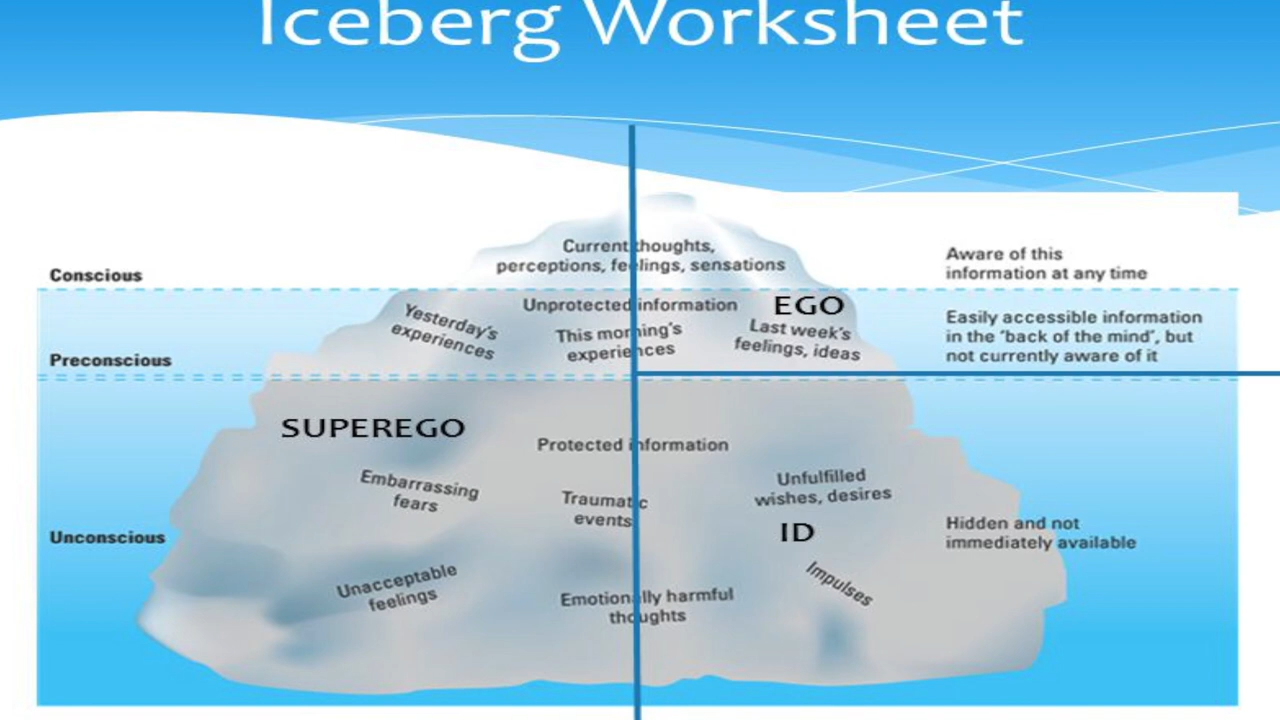 Iceberg Worksheet
Current thoughts,
perceptions, feelings, sensations
Aware of this
information at any time
Conscious
Unprotected information
EGO
Yesterday's
experiences
This morning's
experiences
Last week's
feelings, ideas
Easily accessible information
in the "back of the mind", but
not currently aware of it
Preconscious
SUPEREGO
Protected information
Embarrassing
fears
Traumatic
events
Unfulfilled
wishes, desires
ID
Hidden and not
immediately available
Unconscious
Unacceptable
feelings
Emotionally harmful
thoughts
Impulses